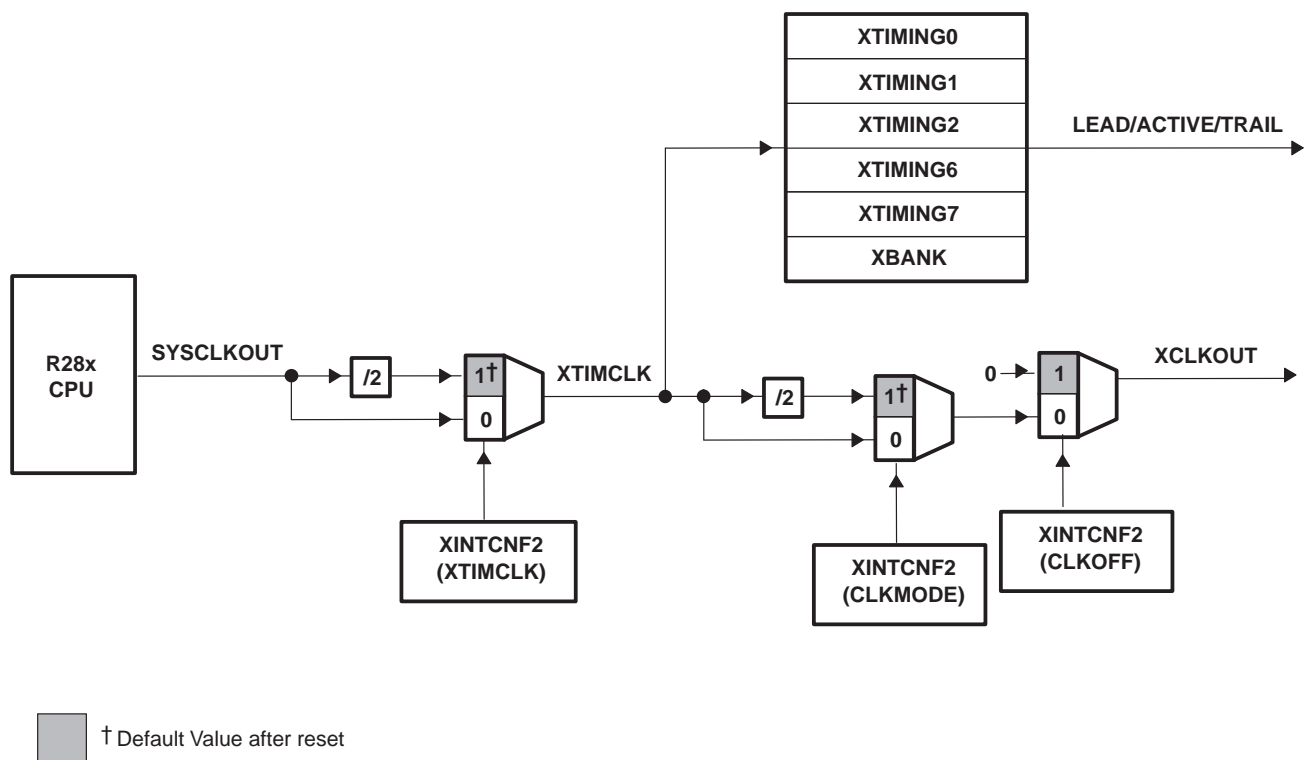 XTIMING0
XTIMING1
XTIMING2
LEAD/ACTIVE/TRAIL
XTIMING6
XTIMING7
XBANK
R28x
CPU
SYSCLKOUT
/2
1†
0
XTIMCLK
/2
1†
0
0
1
0
XCLKOUT
XINTCNF2
(XTIMCLK)
XINTCNF2
(CLKMODE)
XINTCNF2
(CLKOFF)
† Default Value after reset